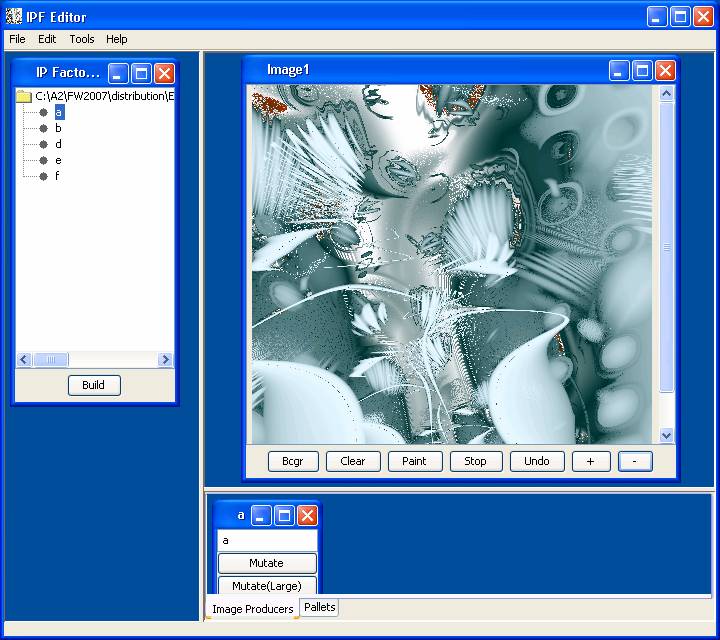 IPF Editor
File Edit Tools Help
IP Facto...
C:\A2\FW2007\distribution\E
a
b
d
e
f
Build
Image1
Bcgr Clear Paint Stop Undo + -
a
a
Mutate
Mutate(Large)
Image Producers Pallets